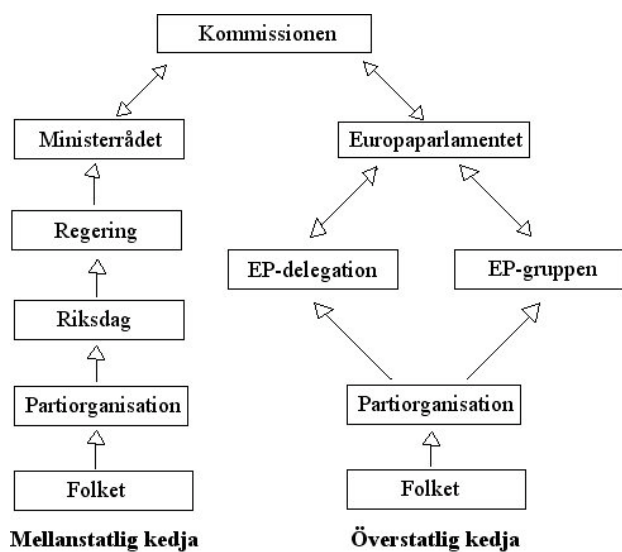 Kommissionen
Ministerrådet
Europaparlamentet
Regering
EP-delegation
EP-gruppen
Riksdag
Partiorganisation
Partiorganisation
Folket
Folket
Mellanstatlig kedja
Överstatlig kedja